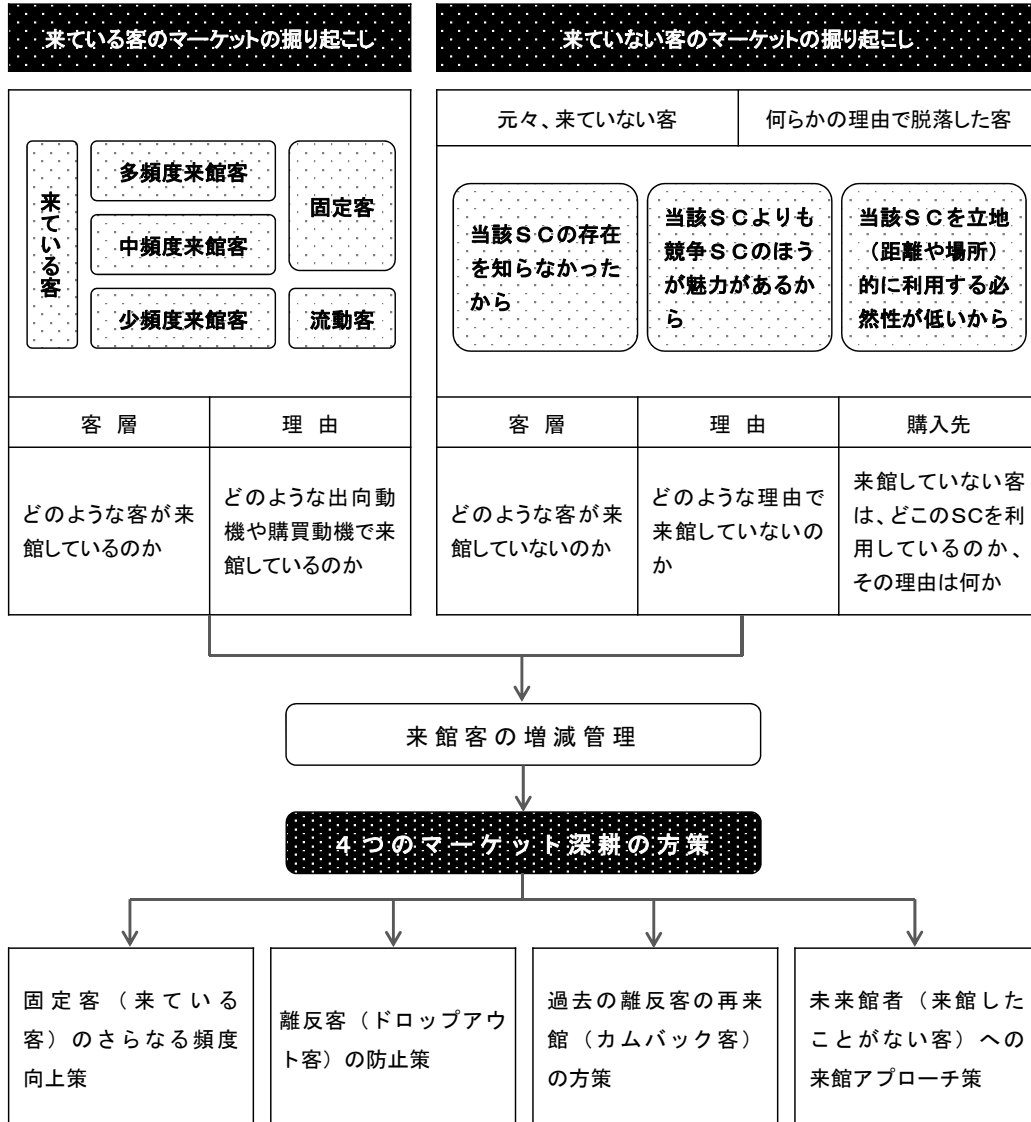 来ている客のマーケットの掘り起こし
来ている客
多頻度来館客
中頻度来館客
少頻度来館客
固定客
流動客
客 層
理 由
どのような客が来
館しているのか
どのような出向動
機や購買動機で来
館しているのか
来ていない客のマーケットの掘り起こし
元々、来ていない客
何らかの理由で脱落した客
当該ＳＣの存在
を知らなかった
から
当該ＳＣよりも
競争ＳＣのほう
が魅力があるか
ら
当該ＳＣを立地
（距離や場所）
的に利用する必
然性が低いから
客 層
理 由
購入先
どのような客が来
館していないのか
どのような理由で
来館していないの
か
来館していない客
は、どこのSCを利
用しているのか、
その理由は何か
来館客の増減管理
４つのマーケット深耕の方策
固定客（来ている
客）のさらなる頻度
向上策
離反客（ドロップアウ
ト客）の防止策
過去の離反客の再来
館（カムバック客）
の方策
未来館者（来館した
ことがない客）への
来館アプローチ策